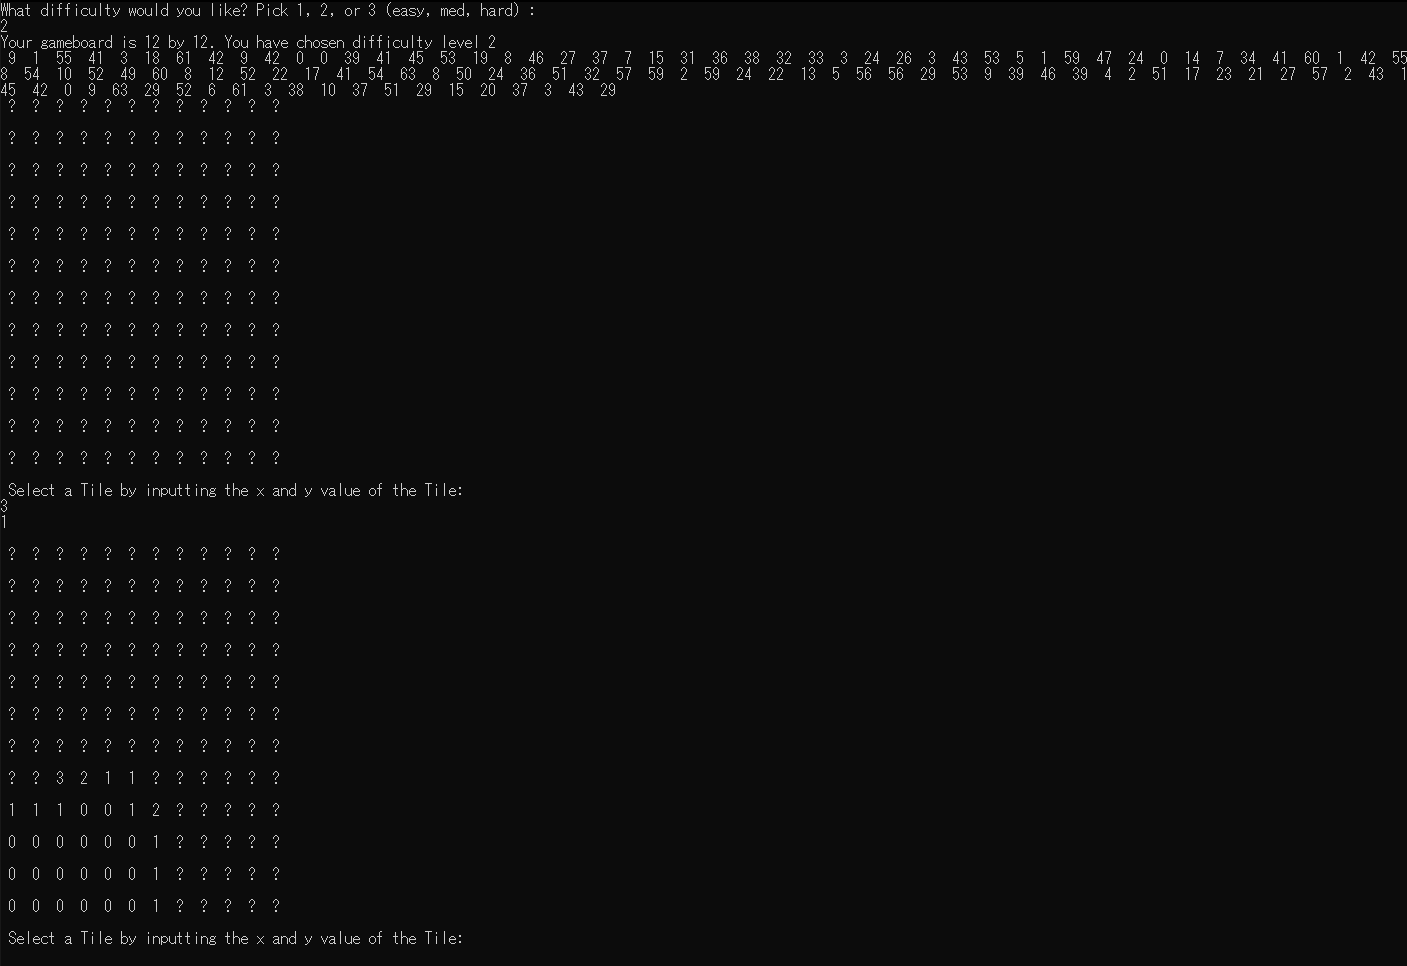 What difficulty would you like? Pick 1, 2, or 3 (easy, med, hard) :
2
Your gameboard is 12 by 12. You have chosen difficulty level 2
9 1 55 41 3 18 61 42 9 42 0 0 39 41 45 53 19 8 46 27 37 7 15 31 36 38 32 33 3 24 26 3 43 53 5 1 59 47 24 0 14 7 34 41 60 1 42 55
8 54 10 52 49 60 8 12 52 22 17 41 54 63 8 50 24 36 51 32 57 59 2 59 24 22 13 5 56 56 29 53 9 39 46 39 4 2 51 17 23 21 27 57 2 43 1
45 42 0 9 63 29 52 6 61 3 38 10 37 51 29 15 20 37 3 43 29
? ? ? ? ? ? ? ? ? ? ? ?
? ? ? ? ? ? ? ? ? ? ? ?
? ? ? ? ? ? ? ? ? ? ? ?
? ? ? ? ? ? ? ? ? ? ? ?
? ? ? ? ? ? ? ? ? ? ? ?
? ? ? ? ? ? ? ? ? ? ? ?
? ? ? ? ? ? ? ? ? ? ? ?
? ? ? ? ? ? ? ? ? ? ? ?
? ? ? ? ? ? ? ? ? ? ? ?
? ? ? ? ? ? ? ? ? ? ? ?
? ? ? ? ? ? ? ? ? ? ? ?
? ? ? ? ? ? ? ? ? ? ? ?
Select a Tile by inputting the x and y value of the Tile:
3
1
? ? ? ? ? ? ? ? ? ? ? ?
? ? ? ? ? ? ? ? ? ? ? ?
? ? ? ? ? ? ? ? ? ? ? ?
? ? ? ? ? ? ? ? ? ? ? ?
? ? ? ? ? ? ? ? ? ? ? ?
? ? ? ? ? ? ? ? ? ? ? ?
? ? ? ? ? ? ? ? ? ? ? ?
? ? 3 2 1 1 ? ? ? ? ? ?
1 1 1 0 0 1 2 ? ? ? ? ?
0 0 0 0 0 0 1 ? ? ? ? ?
0 0 0 0 0 0 1 ? ? ? ? ?
0 0 0 0 0 0 1 ? ? ? ? ?
Select a Tile by inputting the x and y value of the Tile: